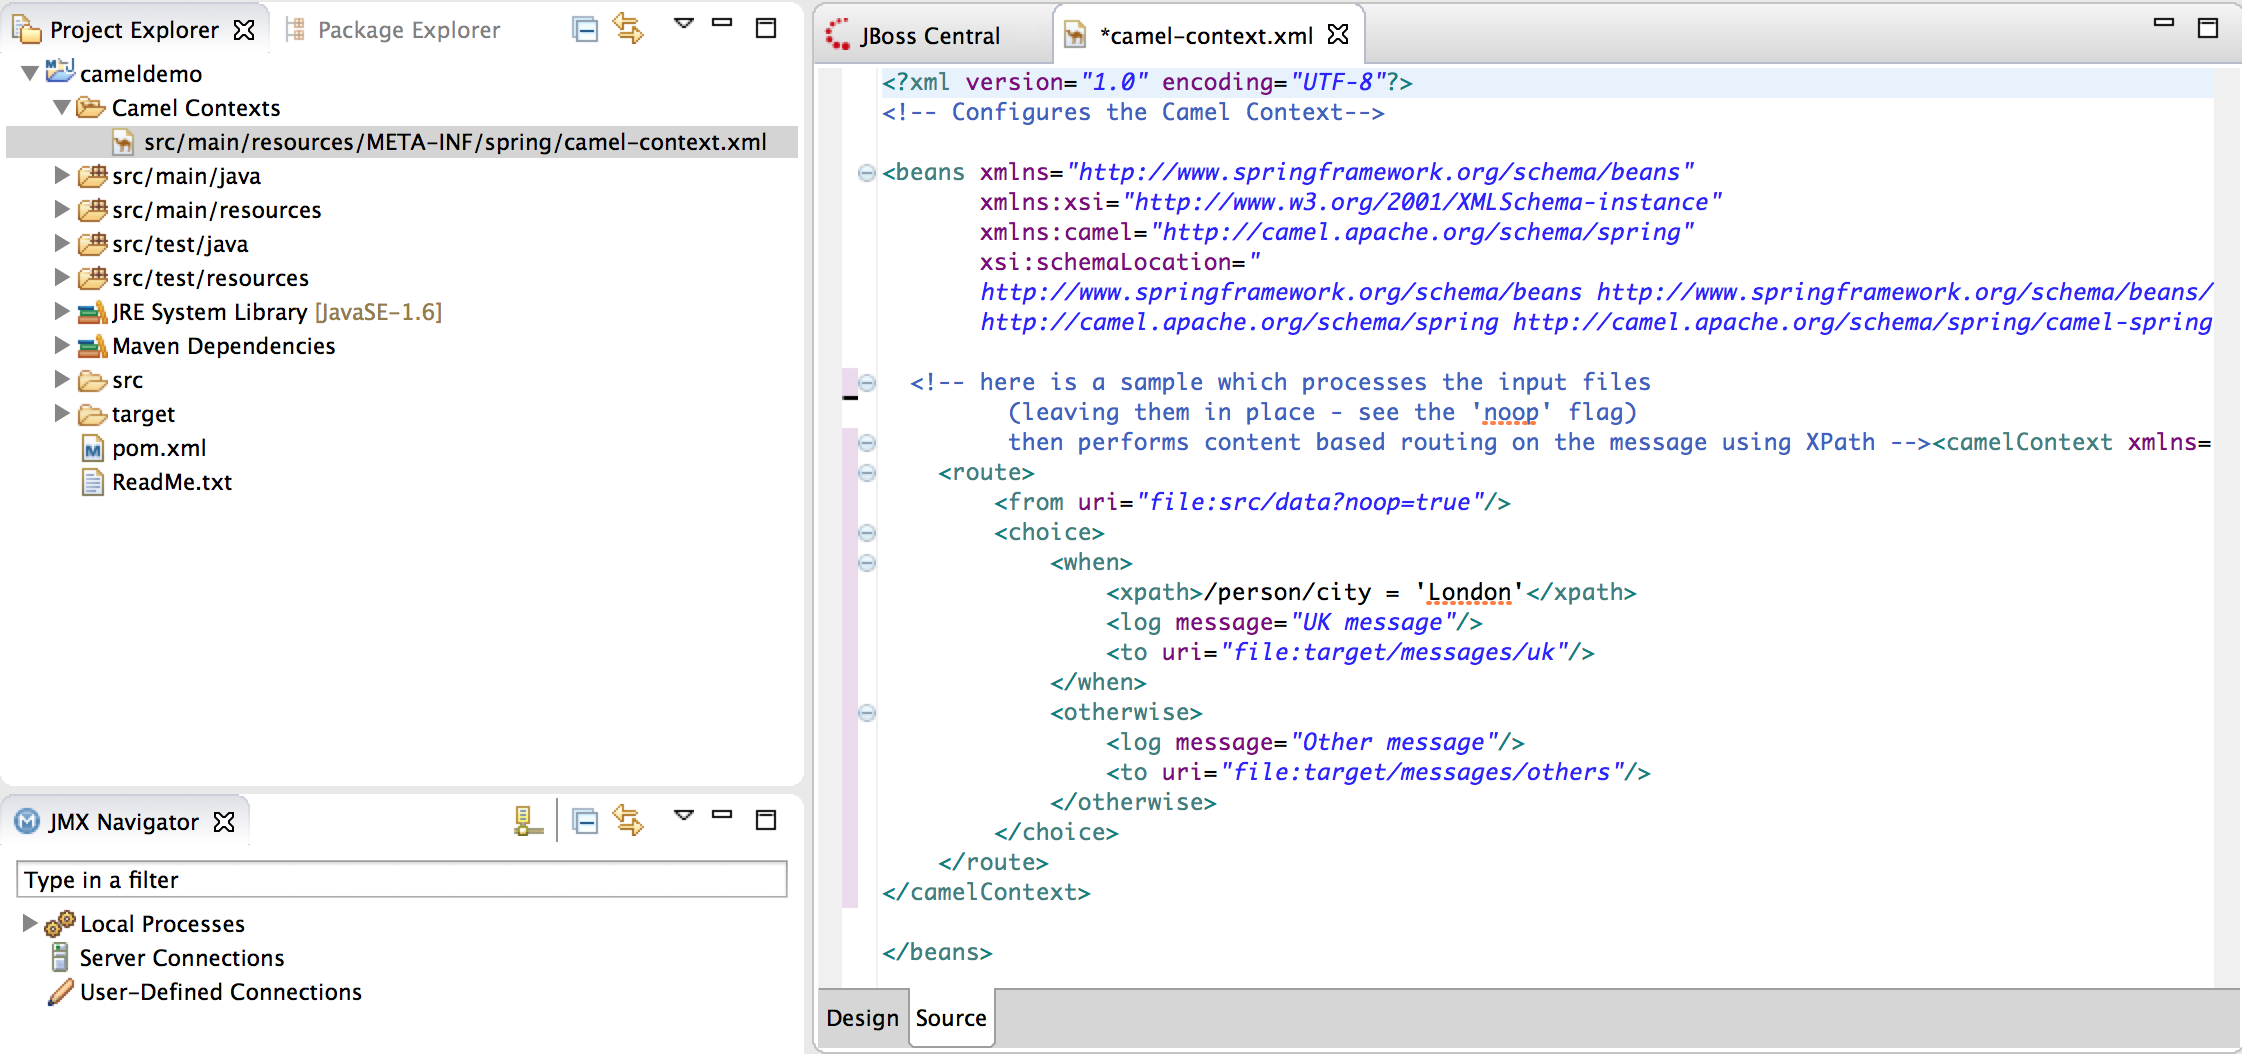 Project Explorer
Package Explorer
cameldemo
Camel Contexts
src/main/resources/META-INF/spring/camel-context.xml
src/main/java
src/main/resources
src/test/java
src/test/resources
JRE System Library [JavaSE-1.6]
Maven Dependencies
src
target
pom.xml
ReadMe.txt
JMX Navigator
Type in a filter
Local Processes
Server Connections
User-Defined Connections
JBoss Central
*camel-context.xml
<?xml version="1.0" encoding="UTF-8"?>
<!-- Configures the Camel Context-->
<beans xmlns="http://www.springframework.org/schema/beans"
xmlns:xsi="http://www.w3.org/2001/XMLSchema-instance"
xmlns:camel="http://camel.apache.org/schema/spring"
xsi:schemaLocation="
http://www.springframework.org/schema/beans http://www.springframework.org/schema/beans/
http://camel.apache.org/schema/spring http://camel.apache.org/schema/spring/camel-spring
<!-- here is a sample which processes the input files
(leaving them in place - see the 'noop' flag)
then performs content based routing on the message using XPath --><camelContext xmlns=
<route>
<from uri="file:src/data?noop=true"/>
<choice>
<when>
<xpath>/person/city = 'London'</xpath>
<log message="UK message"/>
<to uri="file:target/messages/uk"/>
</when>
<otherwise>
<log message="Other message"/>
<to uri="file:target/messages/others"/>
</otherwise>
</choice>
</route>
</camelContext>
</beans>
Design
Source